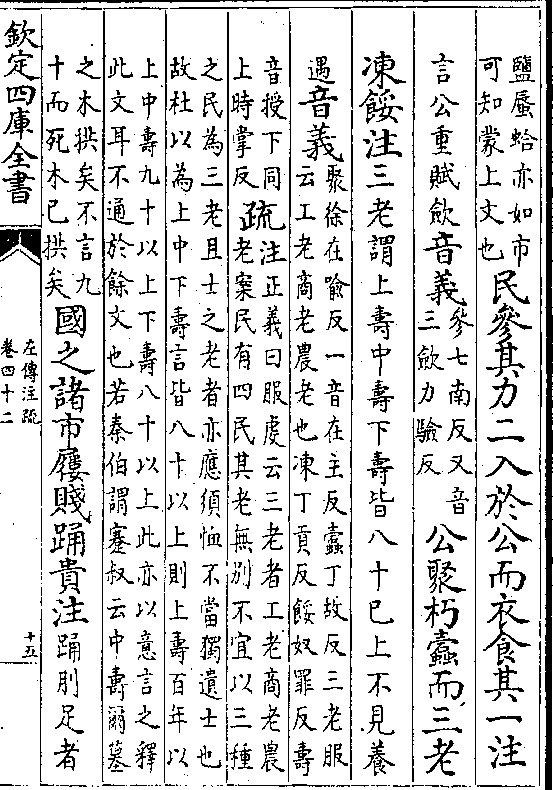 鹽蜃蛤亦如市
可知蒙上文也
民參其力二入於公而衣食其一注
言公重賦歛音義
參七南反又音
三歛力驗反
公聚朽蠹而三老
凍餒注三老謂上壽中壽下壽皆八十巳上不見養
遇音義
聚徐在喻反一音在主反蠹丁故反三老服
云工老商老農老也凍丁貢反餒奴罪反壽
音授下同
上時掌反
疏
注正義曰服虔云三老者工老商老農
老案民有四民其老無别不宜以三種
之民為三老且士之老者亦應須恤不當獨遺士也
故杜以為上中下壽言皆八十以上則上壽百年以
上中壽九十以上下壽八十以上此亦以意言之釋
此文耳不通於餘文也若秦伯謂蹇叔云中壽爾墓
之木拱矣不言九
十而死木已拱矣
國之諸市屨賤踊貴注踊刖足者
欽定四庫全書
左傳注疏
卷四十二
十五